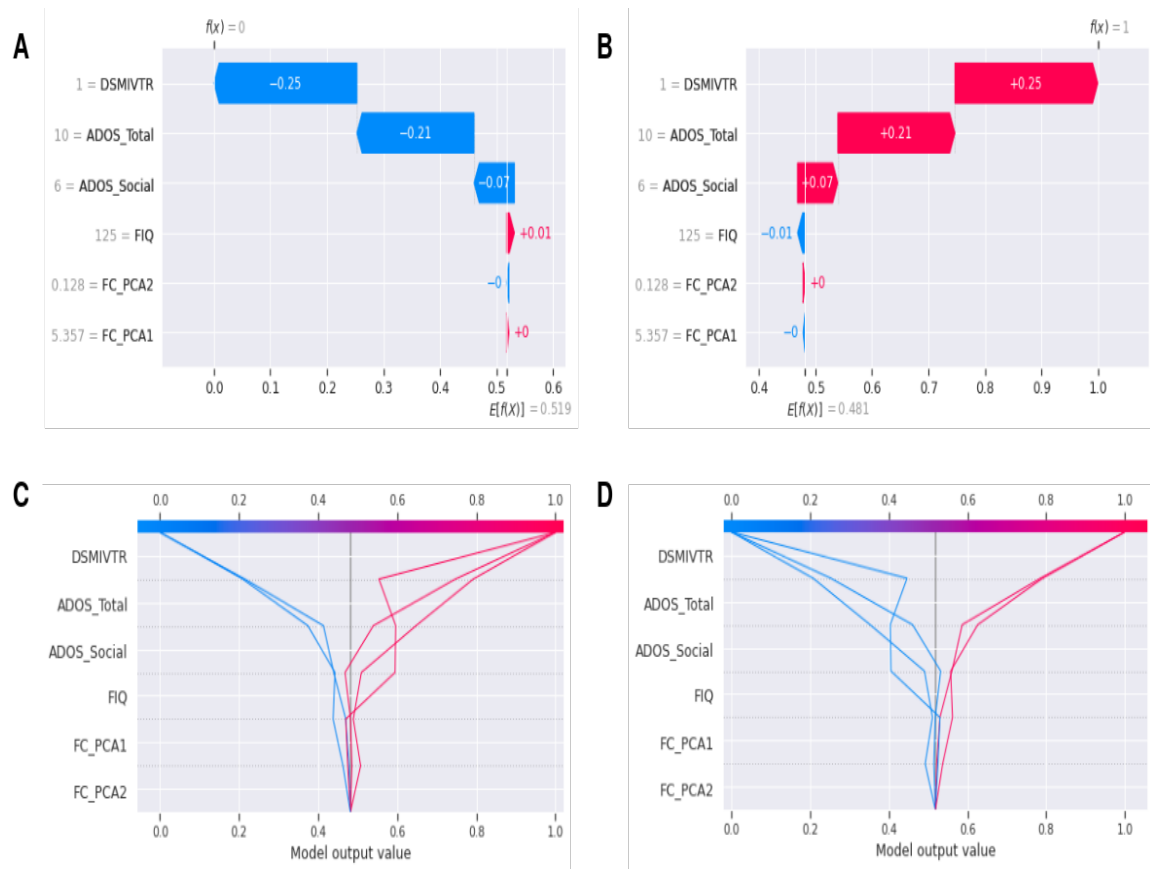 A
f(x) = 0
1 = DSMIVTR
−0.25
10 = ADOS_Total
−0.21
6 = ADOS_Social
−0.07
125 = FIQ
+0.01
0.128 = FC_PCA2
−0
5.357 = FC_PCA1
+0
0.0 0.1 0.2 0.3 0.4 0.5 0.6
E[f(X)] = 0.519
B
f(x) = 1
1 = DSMIVTR
+0.25
10 = ADOS_Total
+0.21
6 = ADOS_Social
+0.07
125 = FIQ
−0.01
0.128 = FC_PCA2
+0
5.357 = FC_PCA1
−0
0.4 0.5 0.6 0.7 0.8 0.9 1.0
E[f(X)] = 0.481
C
0.0 0.2 0.4 0.6 0.8 1.0
DSMIVTR
ADOS_Total
ADOS_Social
FIQ
FC_PCA1
FC_PCA2
0.0 0.2 0.4 0.6 0.8 1.0
Model output value
D
0.0 0.2 0.4 0.6 0.8 1.0
DSMIVTR
ADOS_Total
ADOS_Social
FIQ
FC_PCA1
FC_PCA2
0.0 0.2 0.4 0.6 0.8 1.0
Model output value